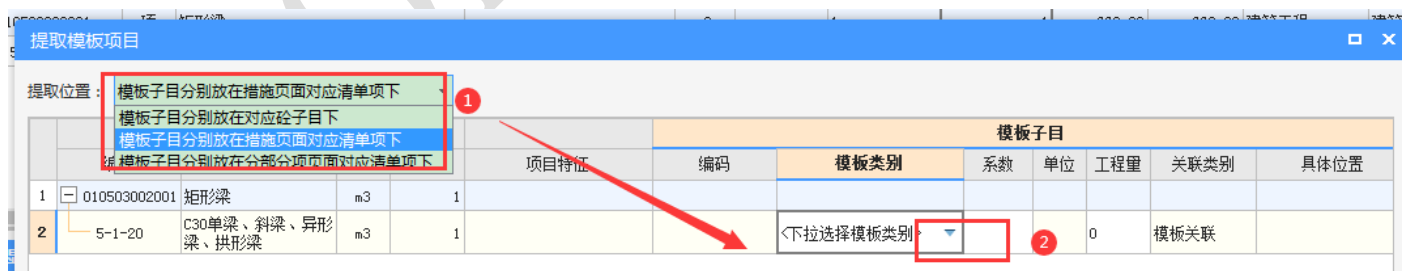 提取模板项目
提取位置：
模板子目分别放在措施页面对应清单项下
模板子目分别放在对应砼子目下
模板子目分别放在措施页面对应清单项下
模板子目分别放在分部分项页面对应清单项下
1
模板子目
项目特征 编码 模板类别 系数 单位 工程量 关联类别 具体位置
1 010503002001 矩形梁 m3 1
2 5-1-20 C30单梁、斜梁、异形梁、拱形梁 m3 1 <下拉选择模板类别> 0 模板关联
2